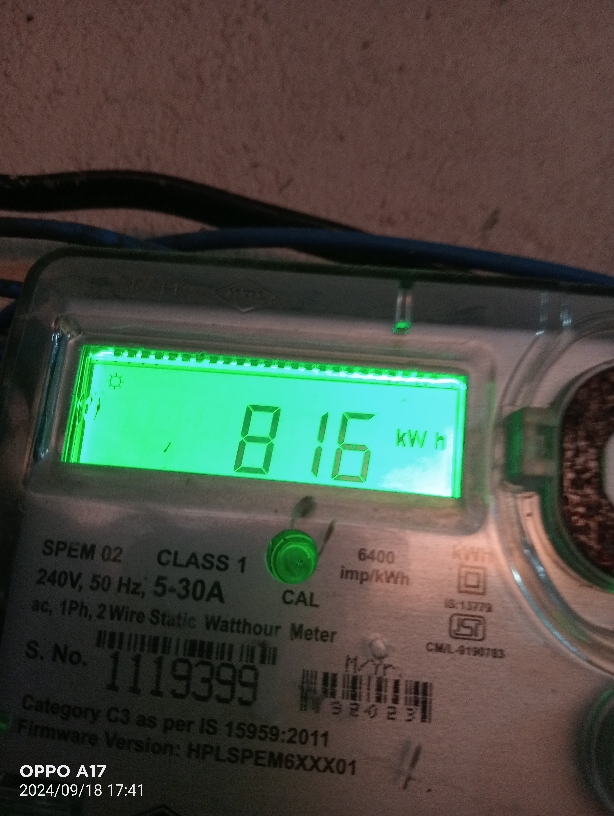 816 kWh
SPEM 02 CLASS 1
240V, 50 Hz, 5-30A
ac, 1Ph, 2 Wire Static Watthour Meter
CAL
6400
imp/kWh
kWh
IS:13779
CM/L-9190783
S. No.
1119399
M/Yr.
Category C3 as per IS 15959:2011
Firmware Version: HPLSPEM6XXX01
OPPO A17
2024/09/18 17:41